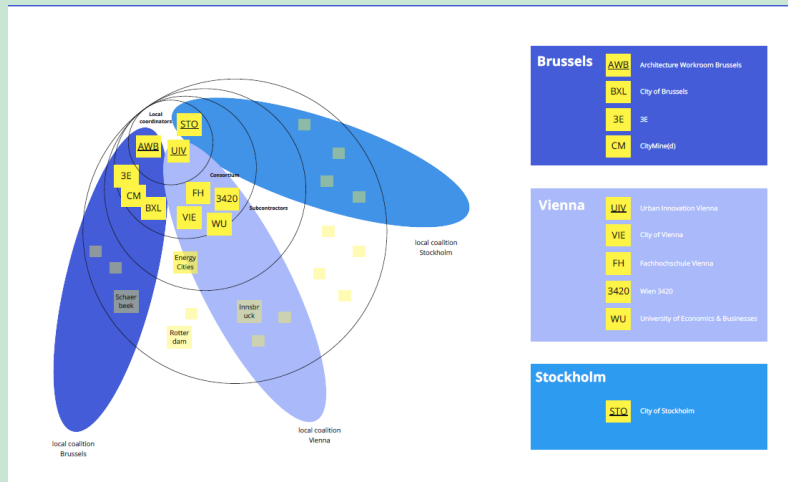 Local
coordinators
STO
AWB
UIV
3E
CM
BXL
Consortium
FH
3420
VIE
WU
Subcontractors
Energy
Cities
Schaer
beek
Innsbr
uck
Rotter
dam
local coalition
Stockholm
local coalition
Vienna
local coalition
Brussels
Brussels
AWB Architecture Workroom Brussels
BXL City of Brussels
3E 3E
CM CityMine(d)
Vienna
UIV Urban Innovation Vienna
VIE City of Vienna
FH Fachhochschule Vienna
3420 Wien 3420
WU University of Economics & Businesses
Stockholm
STO City of Stockholm